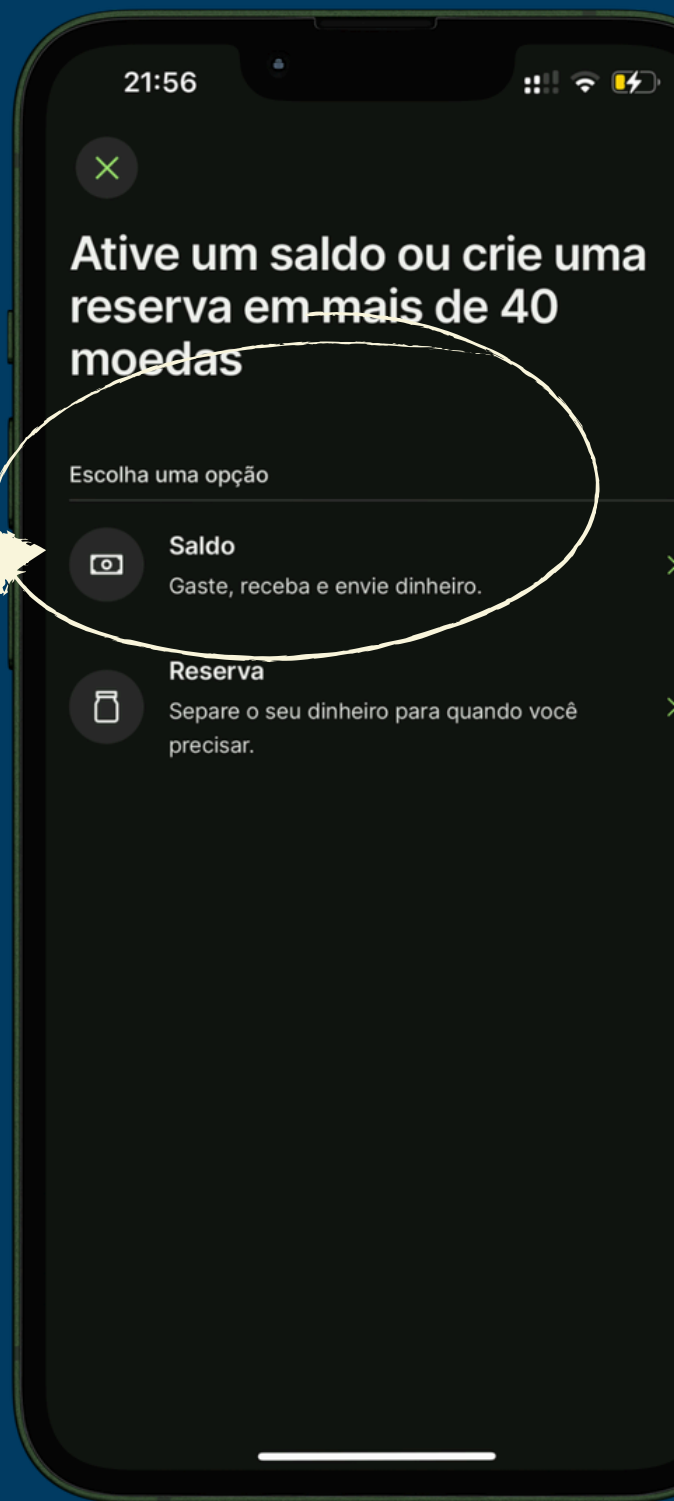 21:56
Ative um saldo ou crie uma
reserva em mais de 40
moedas
Escolha uma opção
Saldo
Gaste, receba e envie dinheiro.
Reserva
Separe o seu dinheiro para quando você
precisar.